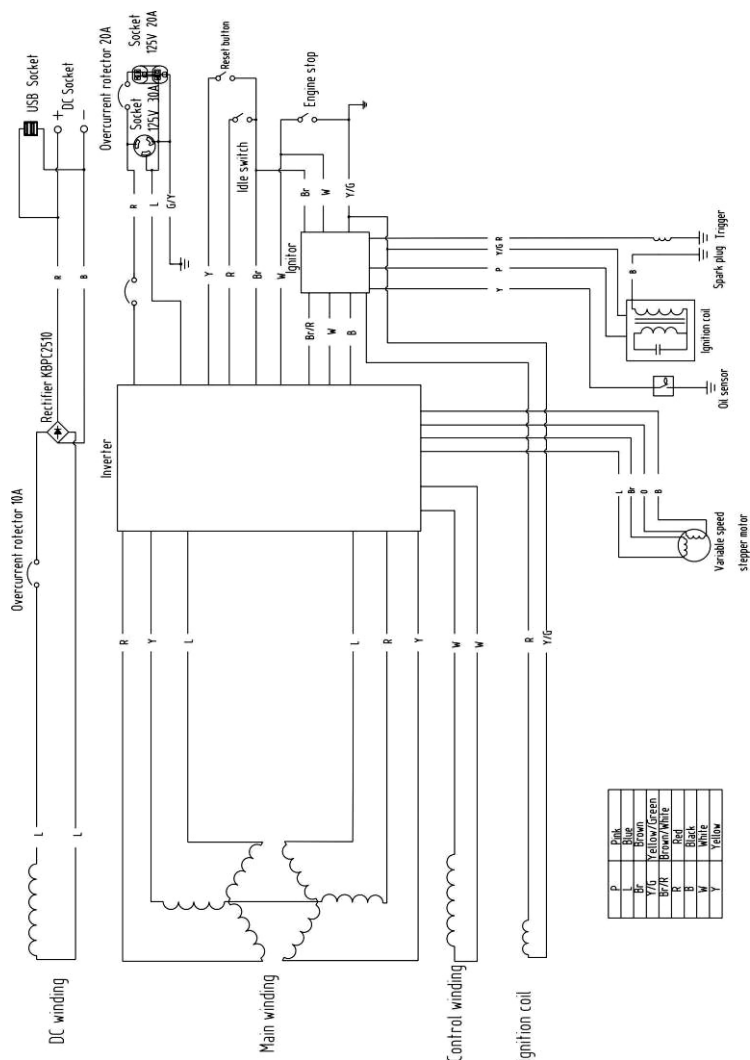 Overcurrent rotector 10A
USB Socket
Rectifier KBPC2510
DC Socket
+
−
L
R
DC winding
L
B
Overcurrent rotector 20A
Inverter
Socket
125V 20A
Socket
125V 30A
R
R
Y
L
L
G/Y
Y
Reset button
R
Idle switch
Br
Main winding
W
Ignitor
Engine stop
Br/R
Br
W
W
B
Y/G
L
R
Y
R
Y/G
P
Y
Control winding
W
W
B
Ignition coil
R
Y/G
L
Br
O
B
Variable speed
stepper motor
Trigger
Spark plug
Ignition coil
Oil sensor
P Pink
L Blue
Br Brown
Y/G Yellow/Green
Br/R Brown/White
R Red
B Black
W White
Y Yellow